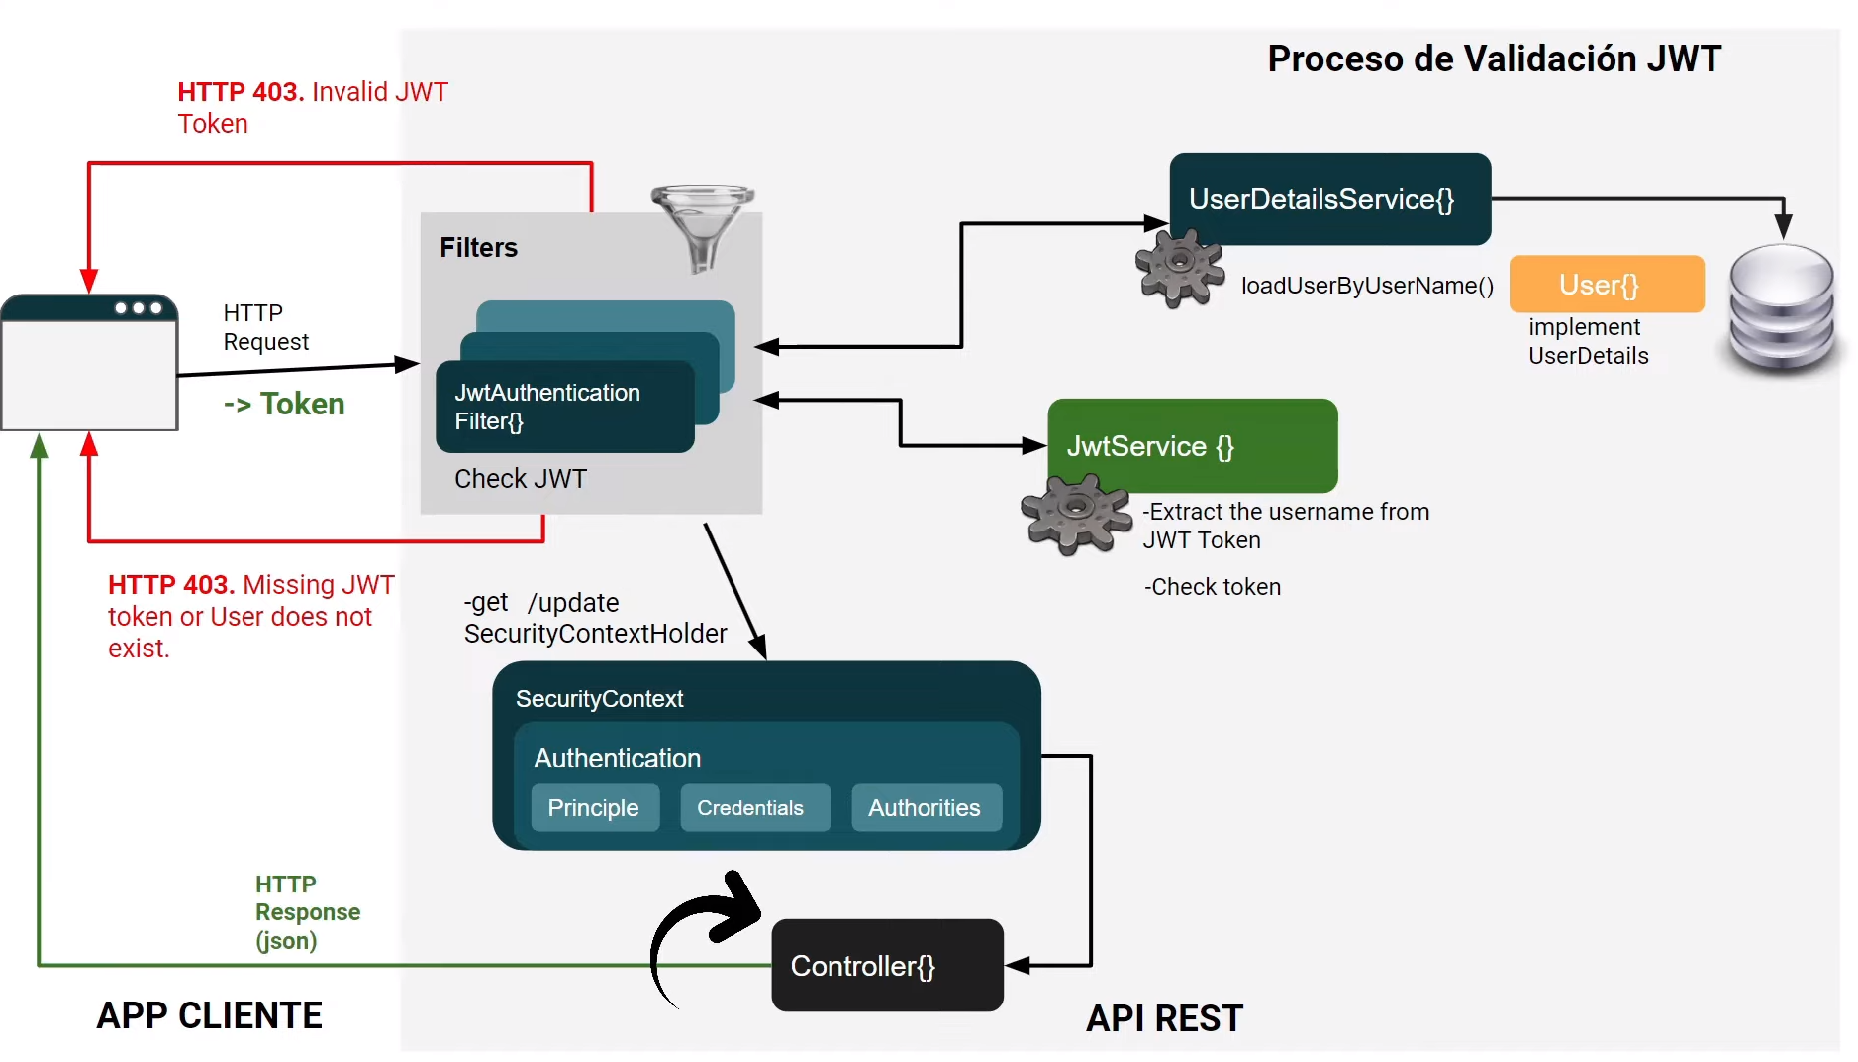 Proceso de Validación JWT
HTTP 403. Invalid JWT
Token
Filters
UserDetailsService{}
loadUserByUserName()
User{}
implement
UserDetails
HTTP
Request
-> Token
JwtAuthentication
Filter{}
Check JWT
JwtService {}
-Extract the username from
JWT Token
-Check token
HTTP 403. Missing JWT
token or User does not
exist.
-get /update
SecurityContextHolder
SecurityContext
Authentication
Principle
Credentials
Authorities
HTTP
Response
(json)
Controller{}
APP CLIENTE
API REST